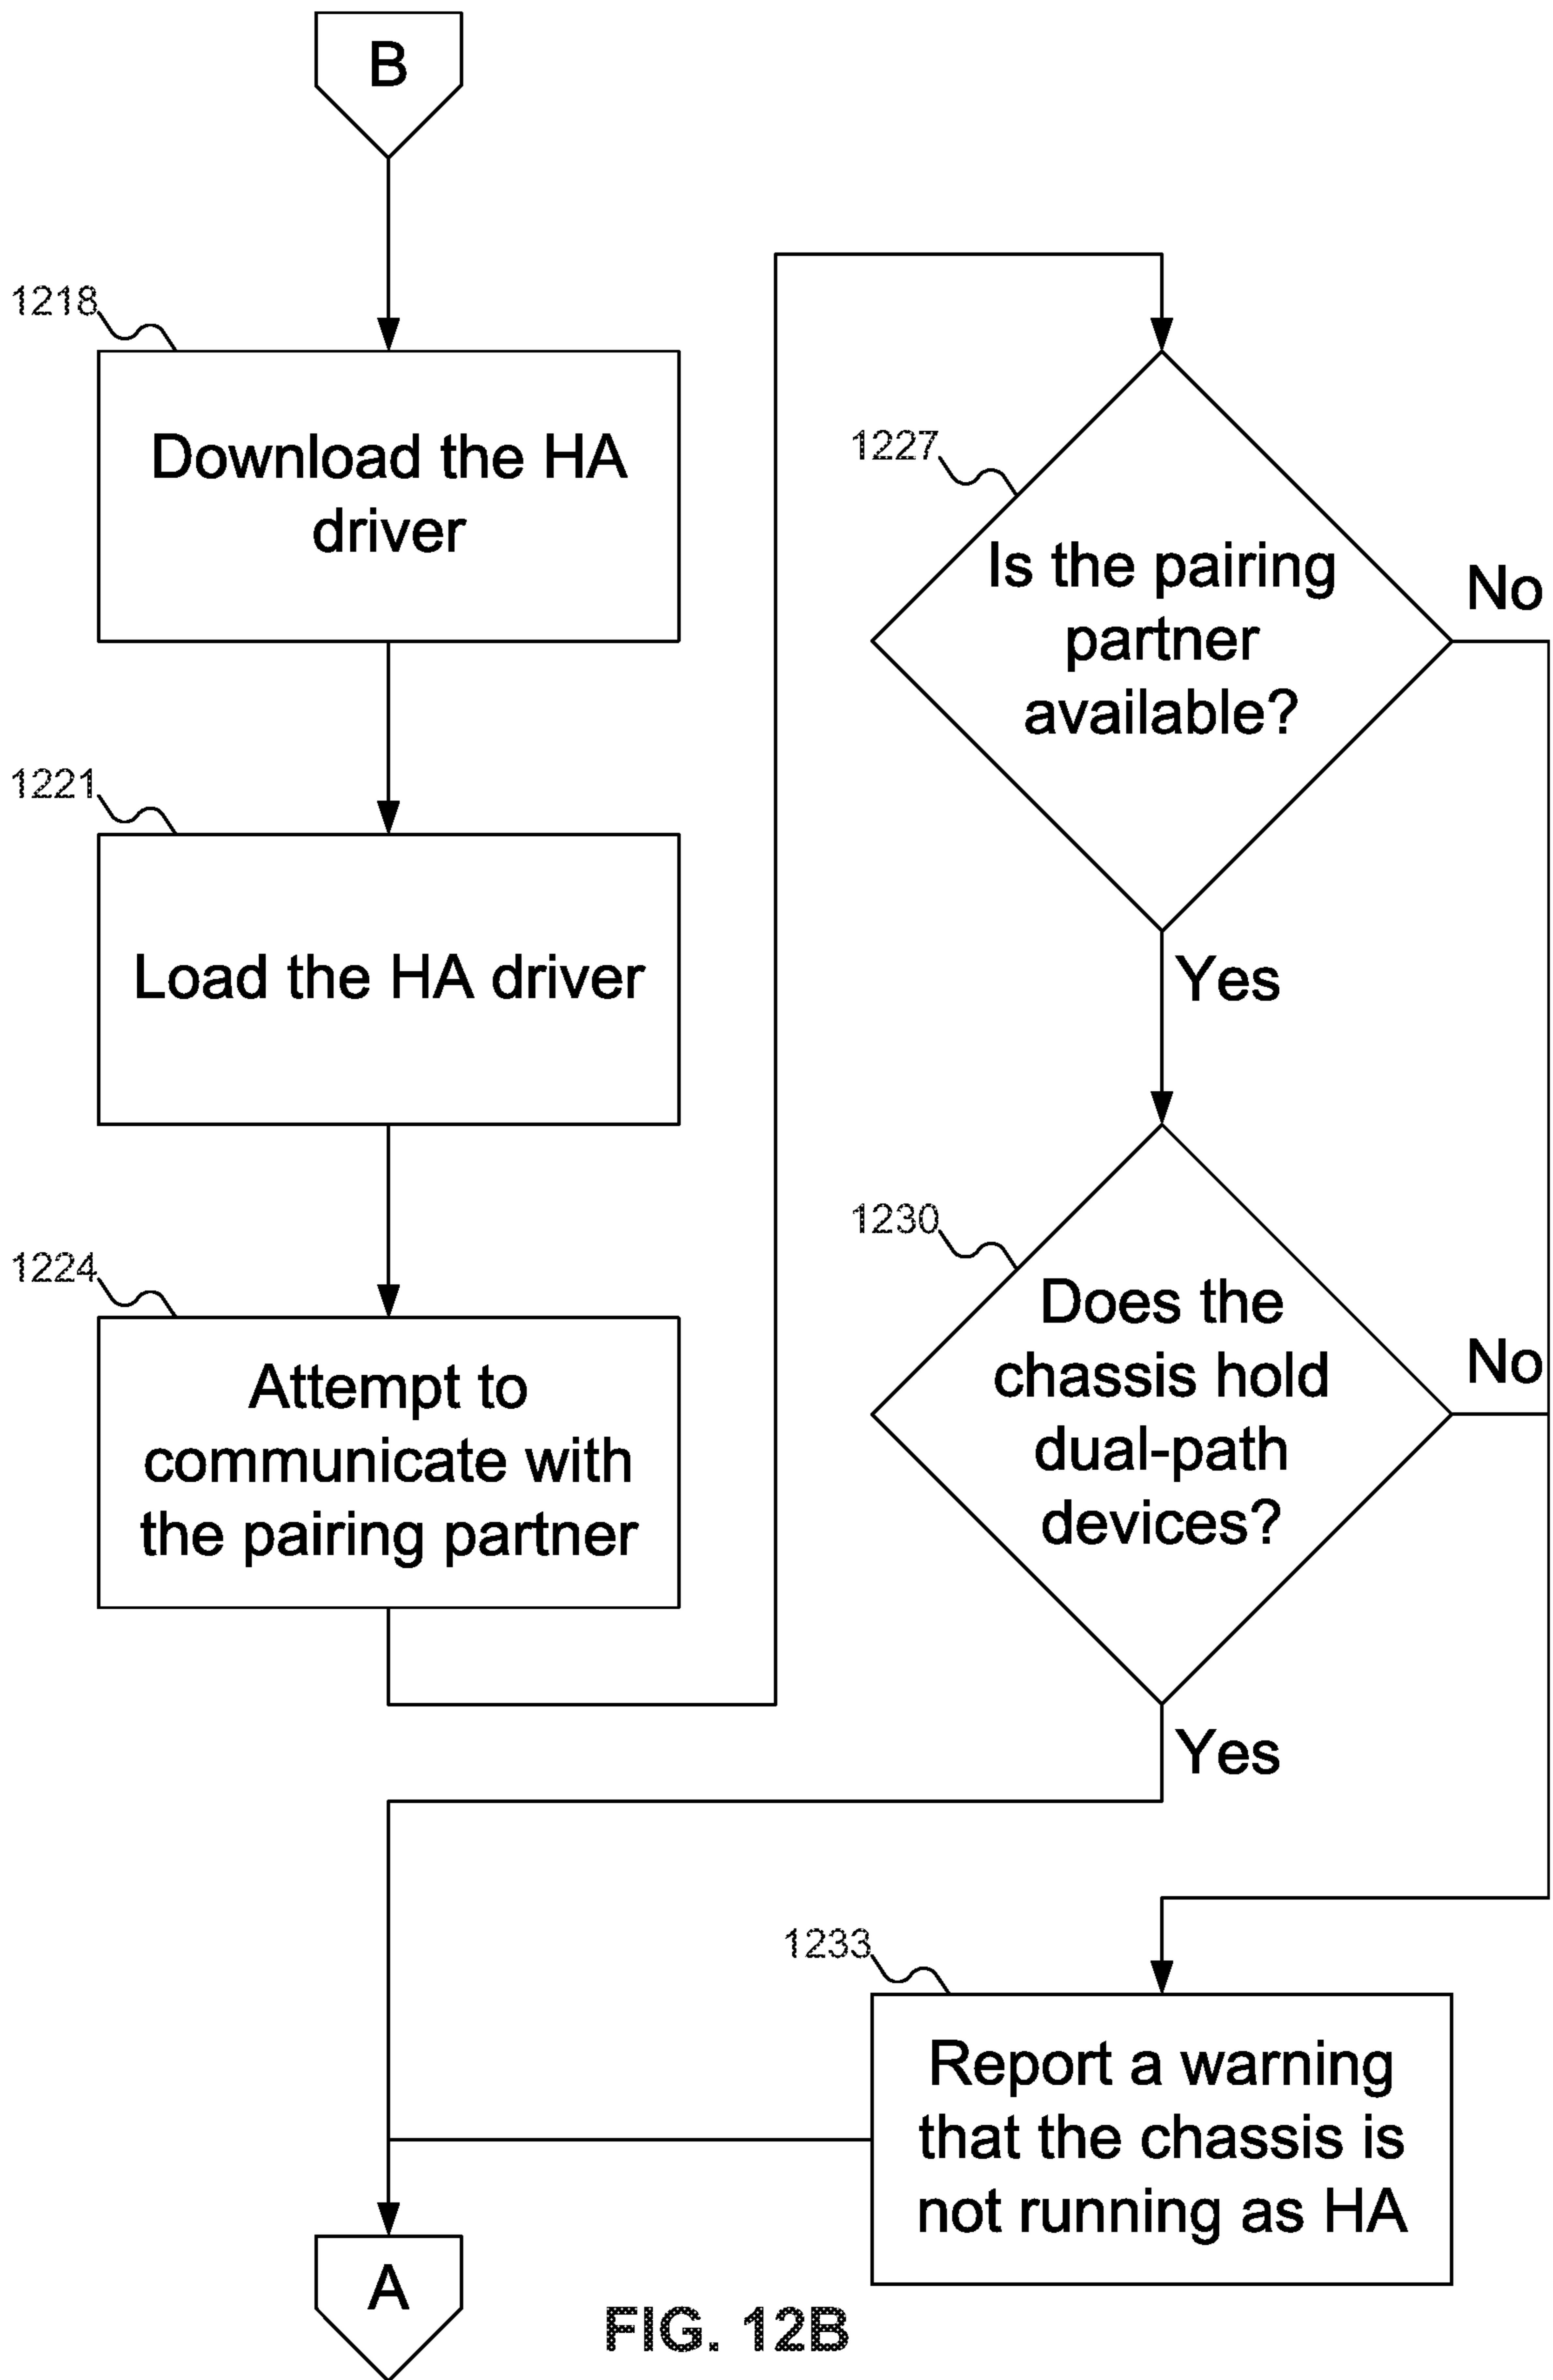 B
1218
Download the HA
driver
1221
Load the HA driver
1224
Attempt to
communicate with
the pairing partner
1227
Is the pairing
partner
available?
No
Yes
1230
Does the
chassis hold
dual-path
devices?
No
Yes
1233
Report a warning
that the chassis is
not running as HA
A
FIG. 12B